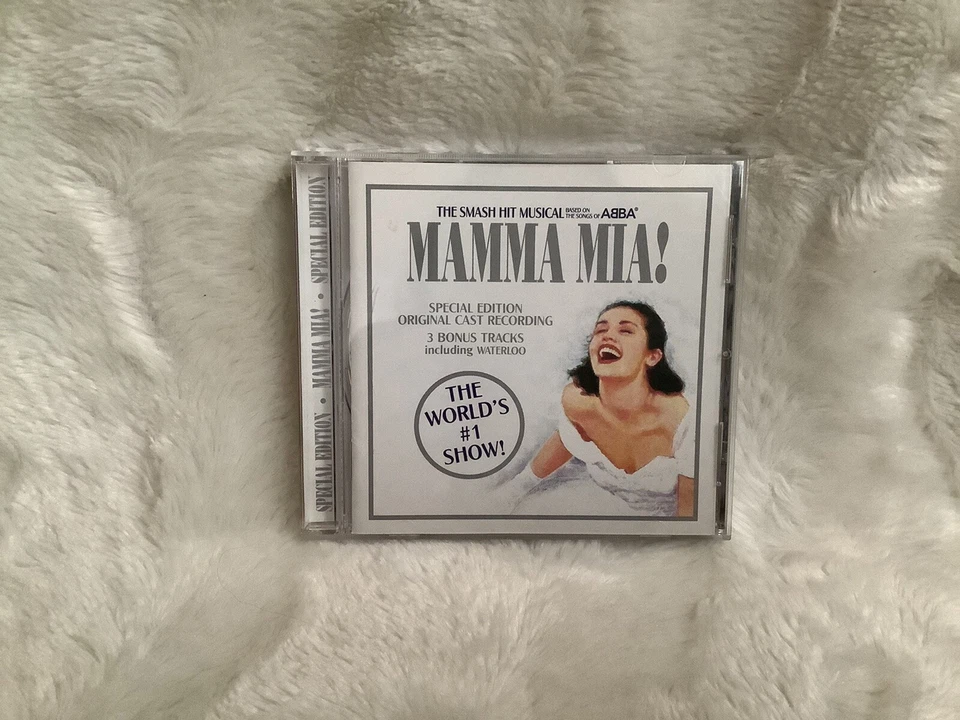 SPECIAL EDITION • MAMMA MIA! • SPECIAL EDITION
THE SMASH HIT MUSICAL BASED ON THE SONGS OF ABBA®
MAMMA MIA!
SPECIAL EDITION
ORIGINAL CAST RECORDING
3 BONUS TRACKS
including WATERLOO
THE
WORLD'S
#1
SHOW!